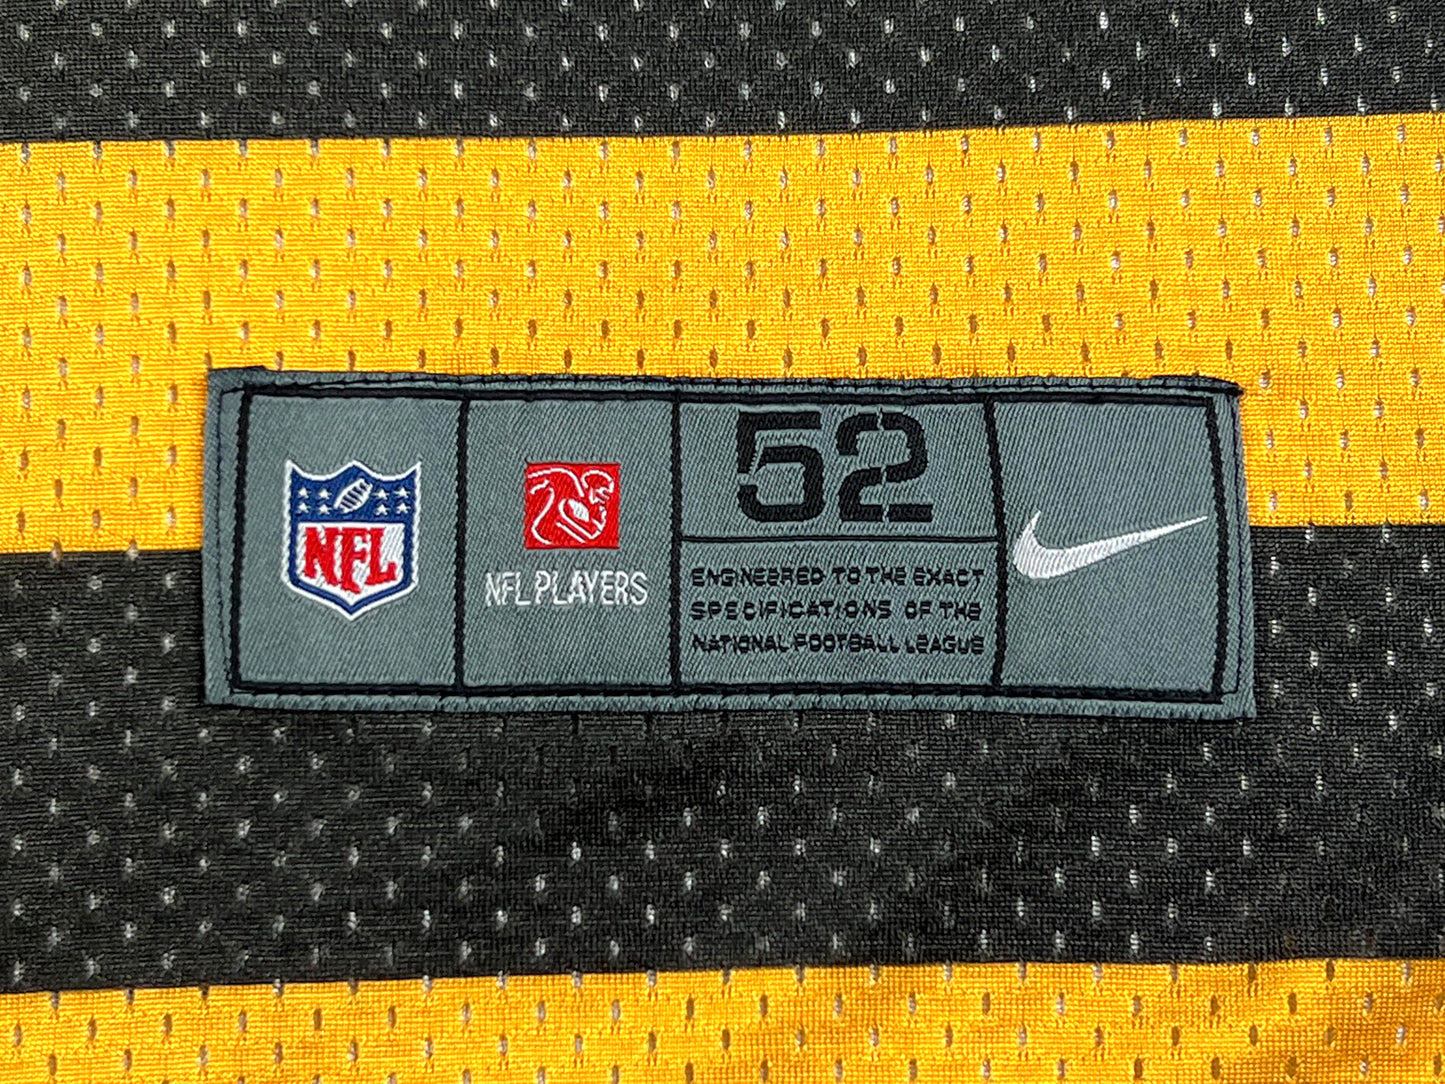 NFL
NFL PLAYERS
52
ENGINEERED TO THE EXACT
SPECIFICATIONS OF THE
NATIONAL FOOTBALL LEAGUE